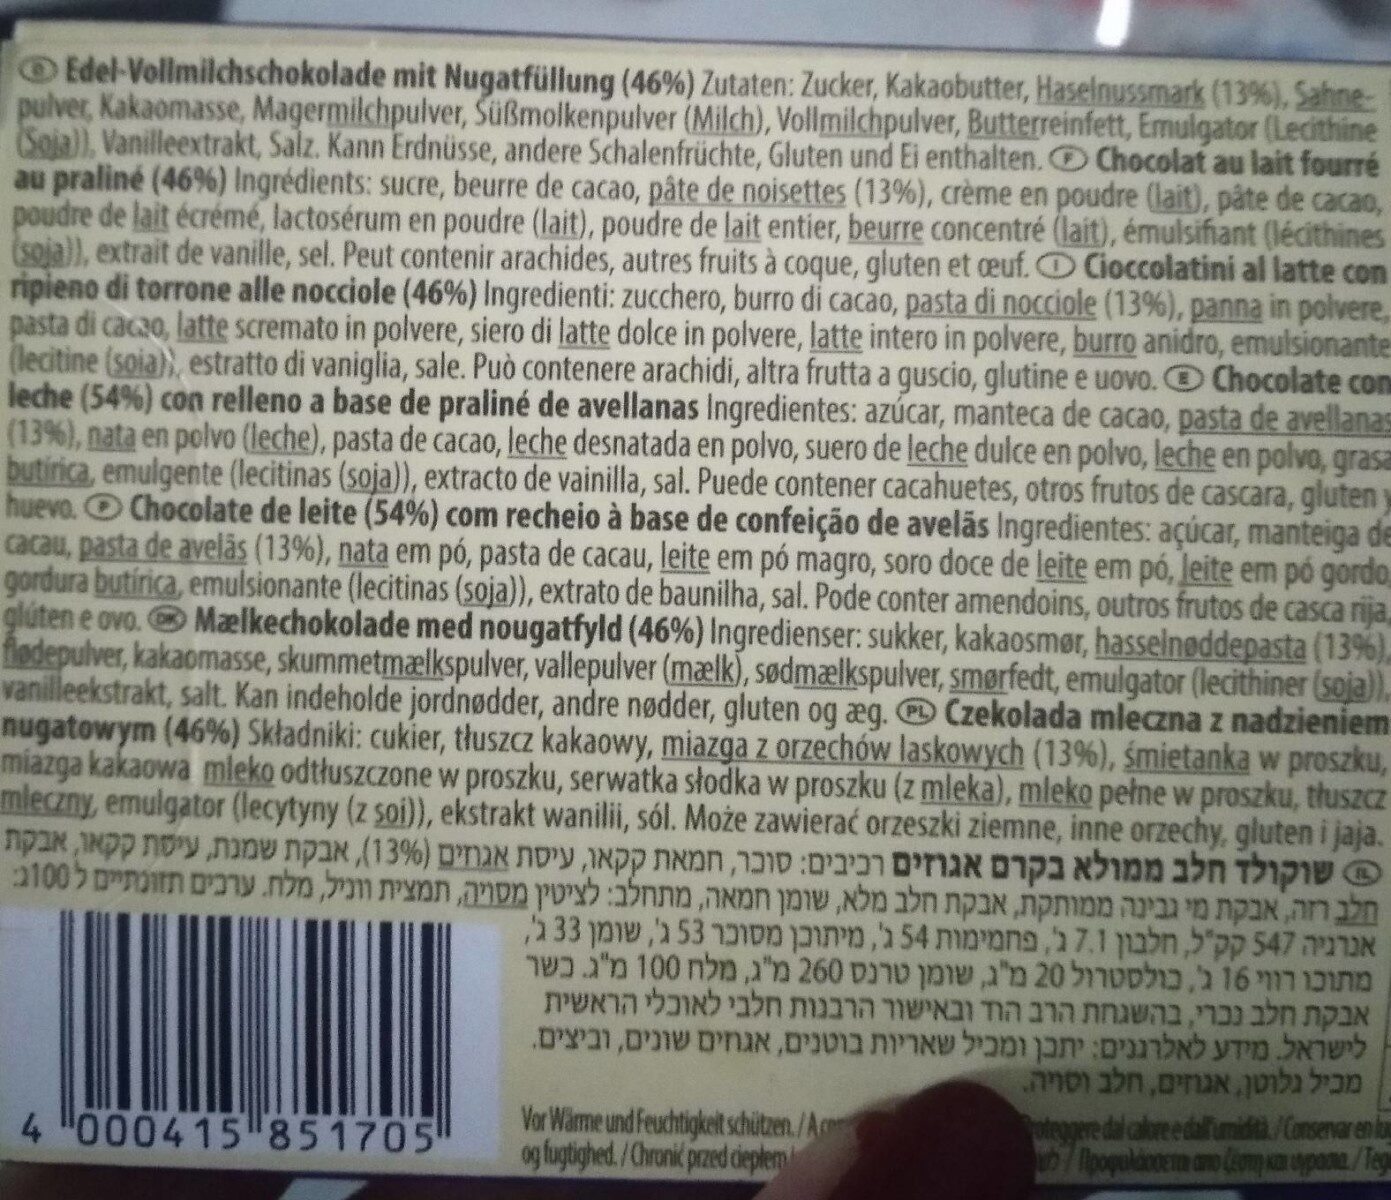 D Edel-Vollmilchschokolade mit Nugatfüllung (46%) Zutaten: Zucker, Kakaobutter, Haselnussmark (13%), Sahne-
pulver, Kakaomasse, Magermilchpulver, Süßmolkenpulver (Milch), Vollmilchpulver, Butterreinfett, Emulgator (Lecithine
(Soja)), Vanilleextrakt, Salz. Kann Erdnüsse, andere Schalenfrüchte, Gluten und Ei enthalten. F Chocolat au lait fourré
au praliné (46%) Ingrédients: sucre, beurre de cacao, pâte de noisettes (13%), crème en poudre (lait), pâte de cacao,
poudre de lait écrémé, lactosérum en poudre (lait), poudre de lait entier, beurre concentré (lait), émulsifiant (lécithines
(soja)), extrait de vanille, sel. Peut contenir arachides, autres fruits à coque, gluten et œuf. I Cioccolatini al latte con
ripieno di torrone alle nocciole (46%) Ingredienti: zucchero, burro di cacao, pasta di nocciole (13%), panna in polvere,
pasta di cacao, latte scremato in polvere, siero di latte dolce in polvere, latte intero in polvere, burro anidro, emulsionante
(lecitine (soia)), estratto di vaniglia, sale. Può contenere arachidi, altra frutta a guscio, glutine e uovo. E Chocolate con
leche (54%) con relleno a base de praliné de avellanas Ingredientes: azúcar, manteca de cacao, pasta de avellanas
(13%), nata en polvo (leche), pasta de cacao, leche desnatada en polvo, suero de leche dulce en polvo, leche en polvo, grasa
butírica, emulgente (lecitinas (soja)), extracto de vainilla, sal. Puede contener cacahuetes, otros frutos de cascara, gluten y
huevo. P Chocolate de leite (54%) com recheio à base de confeição de avelãs Ingredientes: açúcar, manteiga de
cacau, pasta de avelãs (13%), nata em pó, pasta de cacau, leite em pó magro, soro doce de leite em pó, leite em pó gordo,
gordura butírica, emulsionante (lecitinas (soja)), extrato de baunilha, sal. Pode conter amendoins, outros frutos de casca rija,
glúten e ovo. DK Mælkechokolade med nougatfyld (46%) Ingredienser: sukker, kakaosmør, hasselnøddepasta (13%),
flødepulver, kakaomasse, skummetmælkspulver, vallepulver (mælk), sødmælkspulver, smørfedt, emulgator (lecithiner (soja)),
vanilleekstrakt, salt. Kan indeholde jordnødder, andre nødder, gluten og æg. PL Czekolada mleczna z nadzieniem
nugatowym (46%) Składniki: cukier, tłuszcz kakaowy, miazga z orzechów laskowych (13%), śmietanka w proszku,
miazga kakaowa mleko odtłuszczone w proszku, serwatka słodka w proszku (z mleka), mleko pełne w proszku, tłuszcz
mleczny, emulgator (lecytyny (z soi)), ekstrakt wanilii, sól. Może zawierać orzeszki ziemne, inne orzechy, gluten i jaja.
IL שוקולד חלב ממולא בקרם אגוזים רכיבים: סוכר, חמאת קקאו, עיסת אגוזים (13%), אבקת שמנת, עיסת קקאו, אבקת
חלב רזה, אבקת מי גבינה ממותקת, אבקת חלב מלא, שומן חמאה, מתחלב: לציטין מסויה, תמצית ווניל, מלח. ערכים תזונתיים ל 100ג:
אנרגיה 547 קק"ל, חלבון 7.1 ג', פחמימות 54 ג', מיתוכן מסוכר 53 ג', שומן 33 ג',
מתוכו רווי 16 ג', כולסטרול 20 מ"ג, שומן טרנס 260 מ"ג, מלח 100 מ"ג. כשר
אבקת חלב נכרי, בהשגחת הרב הוד ובאישור הרבנות חלבי לאוכלי הראשית
לישראל. מידע לאלרגנים: יתכן ומכיל שאריות בוטנים, אגוזים שונים, וביצים.
מכיל גלוטן, אגוזים, חלב וסויה.
4 000415 851705
Vor Wärme und Feuchtigkeit schützen. / A roteggere dal calore e dall'umidità. / Conservar en lu
og fugtighed. / Chronić przed ciepłem